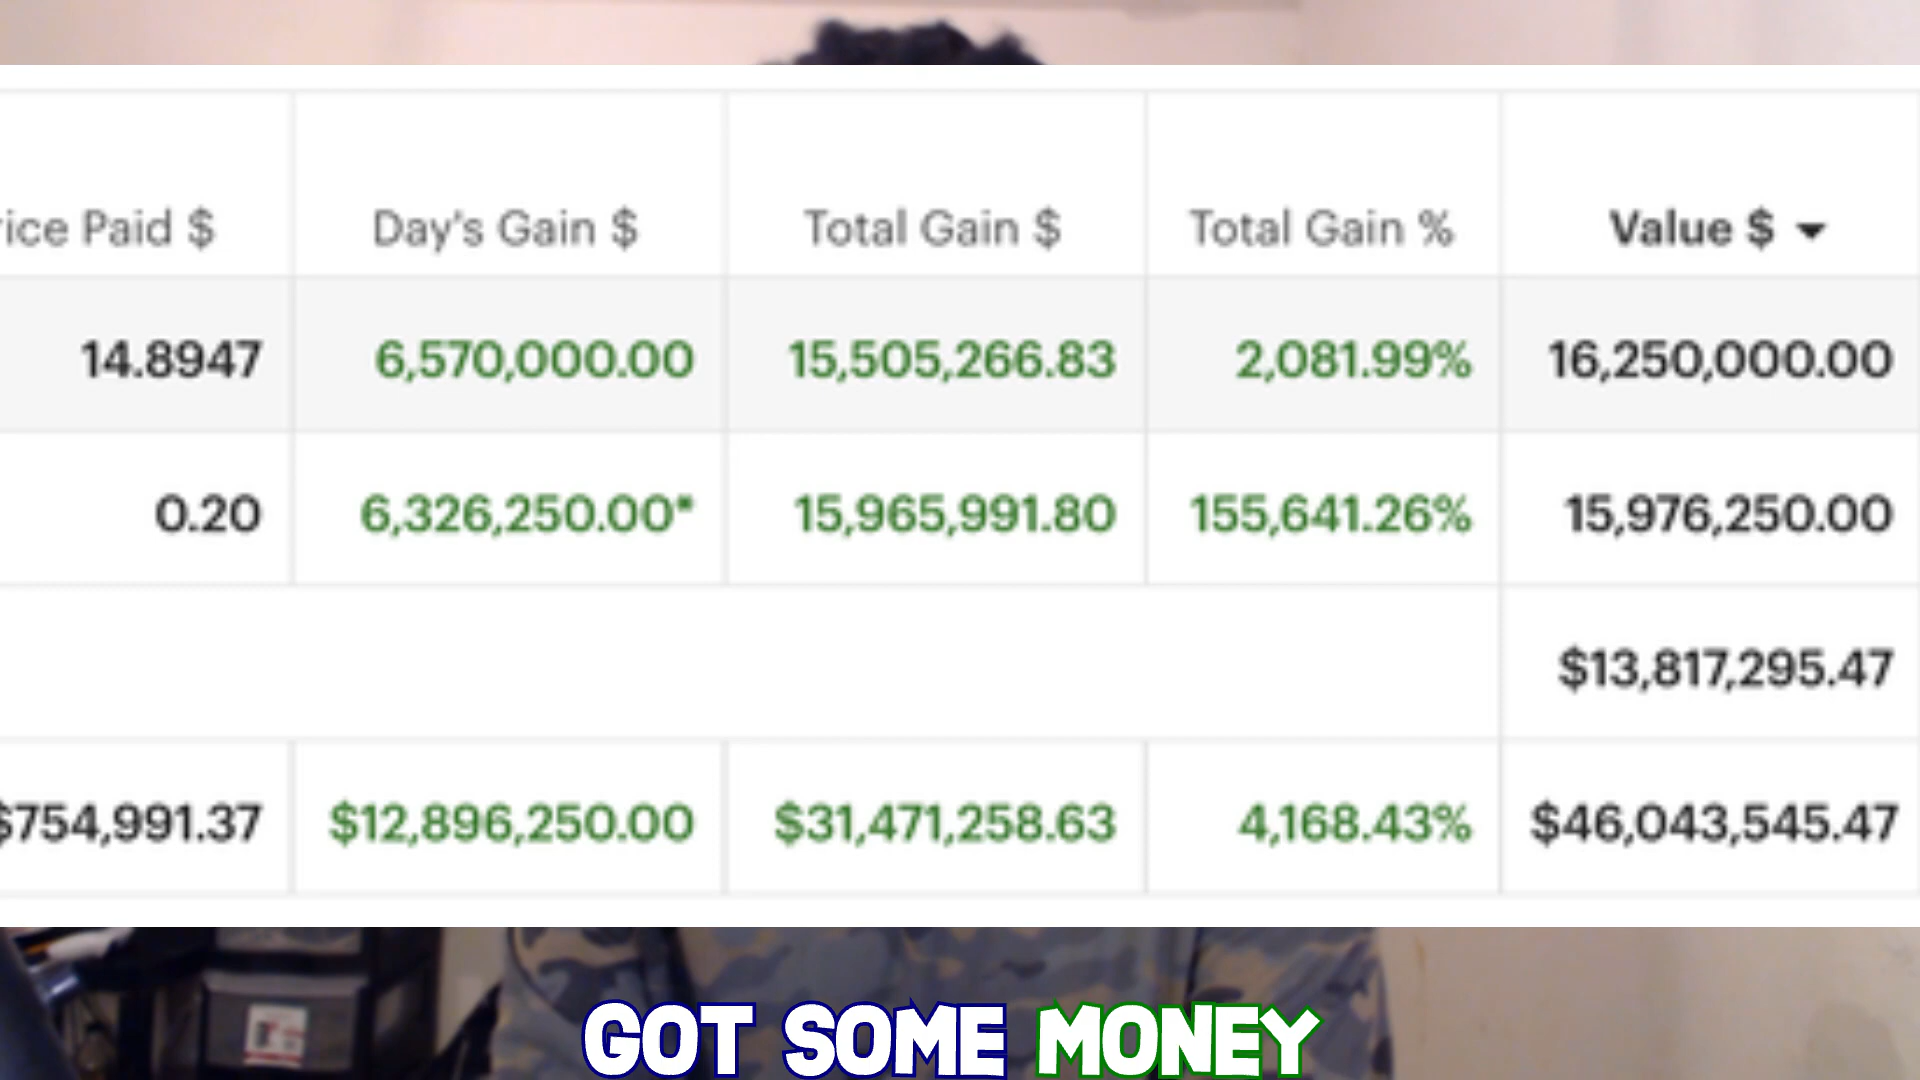 rice Paid $ Day's Gain $ Total Gain $ Total Gain % Value $
14.8947 6,570,000.00 15,505,266.83 2,081.99% 16,250,000.00
0.20 6,326,250.00* 15,965,991.80 155,641.26% 15,976,250.00
$13,817,295.47
$754,991.37 $12,896,250.00 $31,471,258.63 4,168.43% $46,043,545.47
GOT SOME MONEY